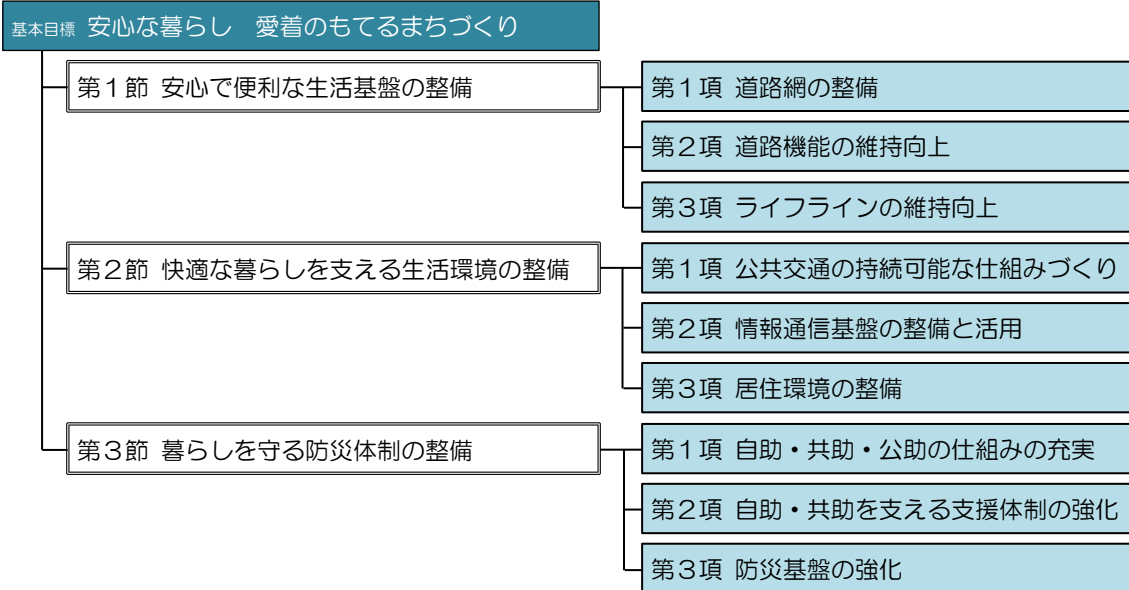 基本目標 安心な暮らし　愛着のもてるまちづくり
第１節 安心で便利な生活基盤の整備
第１項 道路網の整備
第２項 道路機能の維持向上
第３項 ライフラインの維持向上
第２節 快適な暮らしを支える生活環境の整備
第１項 公共交通の持続可能な仕組みづくり
第２項 情報通信基盤の整備と活用
第３項 居住環境の整備
第３節 暮らしを守る防災体制の整備
第１項 自助・共助・公助の仕組みの充実
第２項 自助・共助を支える支援体制の強化
第３項 防災基盤の強化